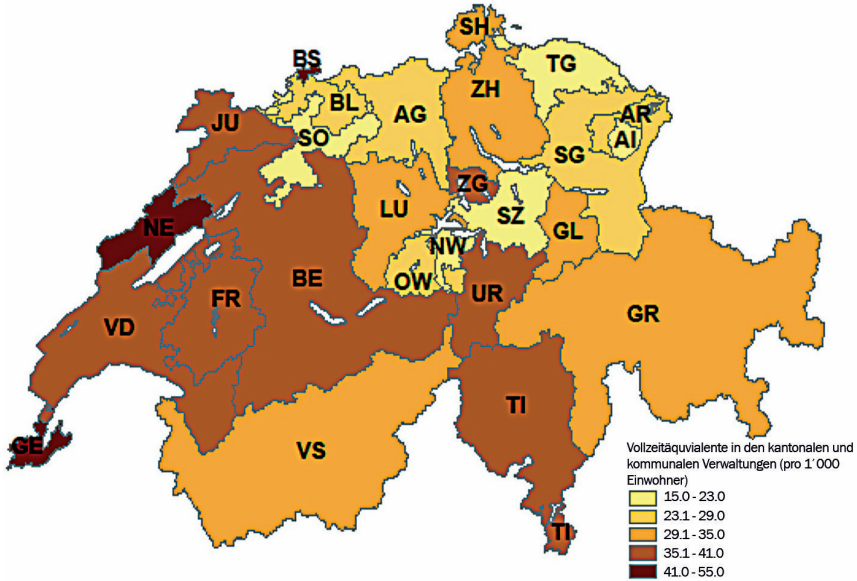 SH
BS
TG
BL
ZH
JU
AG
AR
SO
AI
SG
ZG
LU
SZ
NE
NW
GL
BE
OW
FR
UR
VD
GR
TI
GE
VS
TI
Vollzeitäquvialente in den kantonalen und
kommunalen Verwaltungen (pro 1´000
Einwohner)
15.0 - 23.0
23.1 - 29.0
29.1 - 35.0
35.1 - 41.0
41.0 - 55.0